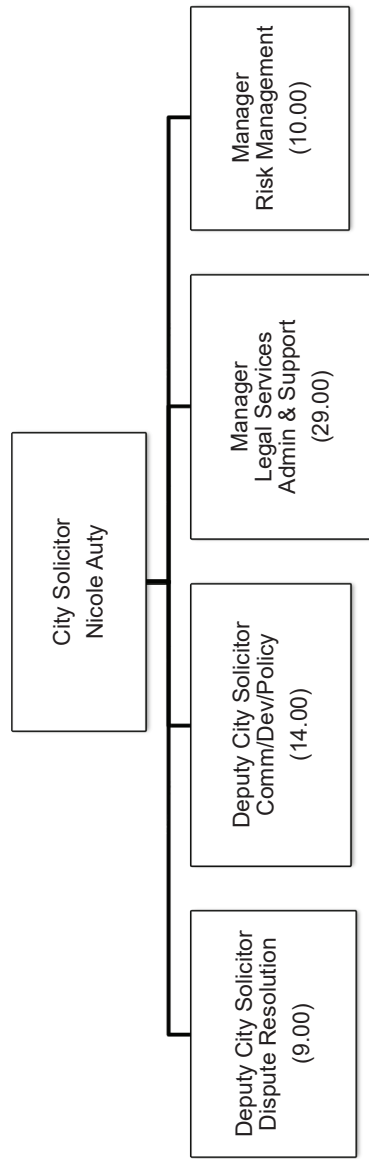 City Solicitor
Nicole Auty
Deputy City Solicitor
Dispute Resolution
(9.00)
Deputy City Solicitor
Comm/Dev/Policy
(14.00)
Manager
Legal Services
Admin & Support
(29.00)
Manager
Risk Management
(10.00)